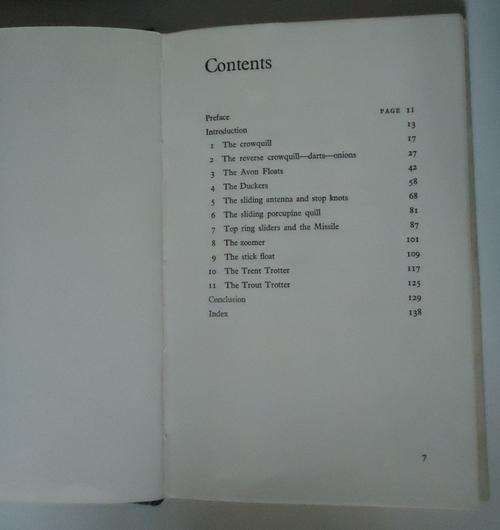 Contents
PAGE
Preface 11
Introduction 13
1 The crowquill 17
2 The reverse crowquill—darts—onions 27
3 The Avon Floats 42
4 The Duckers 58
5 The sliding antenna and stop knots 68
6 The sliding porcupine quill 81
7 Top ring sliders and the Missile 87
8 The zoomer 101
9 The stick float 109
10 The Trent Trotter 117
11 The Trout Trotter 125
Conclusion 129
Index 138
7